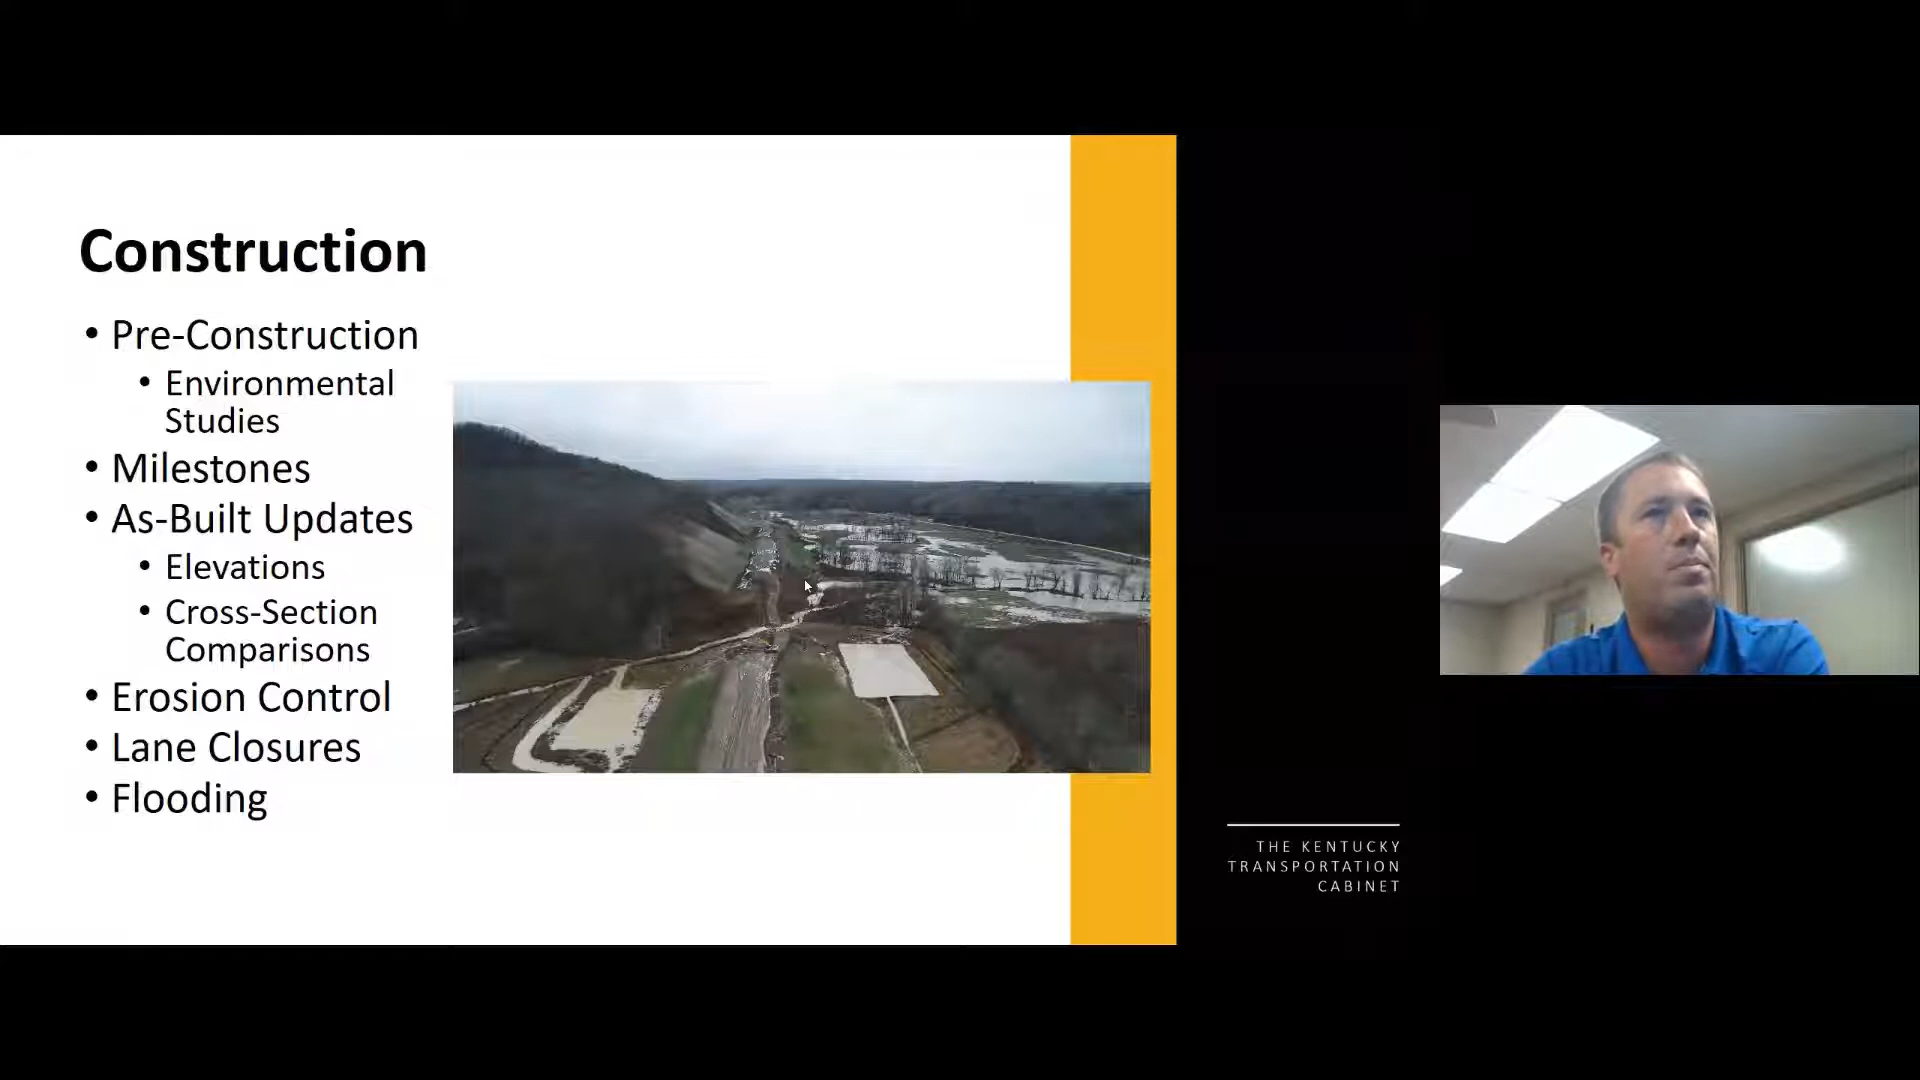 Construction
• Pre-Construction
• Environmental
Studies
• Milestones
• As-Built Updates
• Elevations
• Cross-Section
Comparisons
• Erosion Control
• Lane Closures
• Flooding
THE KENTUCKY
TRANSPORTATION
CABINET